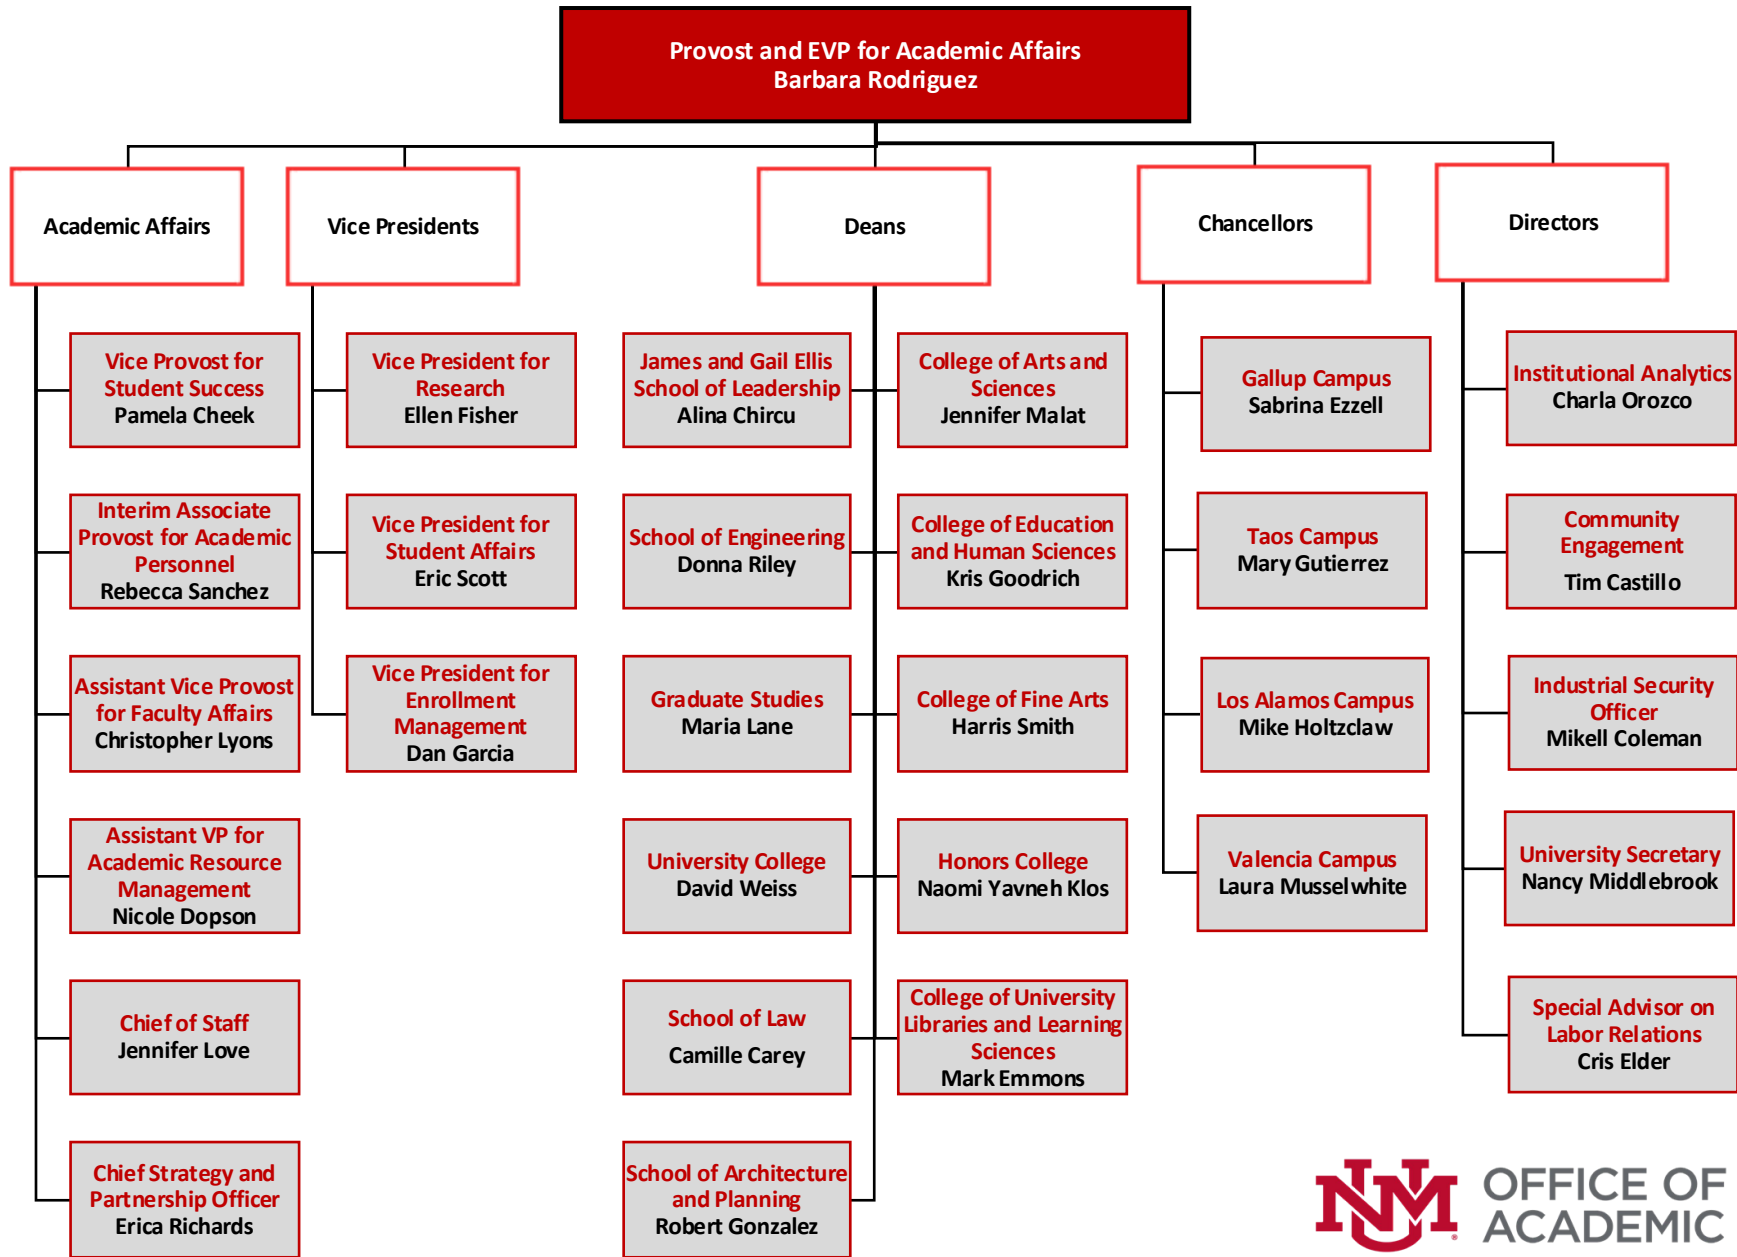 Provost and EVP for Academic Affairs
Barbara Rodriguez
Academic Affairs
Vice Presidents
Deans
Chancellors
Directors
Vice Provost for
Student Success
Pamela Cheek
Interim Associate
Provost for Academic
Personnel
Rebecca Sanchez
Assistant Vice Provost
for Faculty Affairs
Christopher Lyons
Assistant VP for
Academic Resource
Management
Nicole Dopson
Chief of Staff
Jennifer Love
Chief Strategy and
Partnership Officer
Erica Richards
Vice President for
Research
Ellen Fisher
Vice President for
Student Affairs
Eric Scott
Vice President for
Enrollment
Management
Dan Garcia
James and Gail Ellis
School of Leadership
Alina Chircu
School of Engineering
Donna Riley
Graduate Studies
Maria Lane
University College
David Weiss
School of Law
Camille Carey
School of Architecture
and Planning
Robert Gonzalez
College of Arts and
Sciences
Jennifer Malat
College of Education
and Human Sciences
Kris Goodrich
College of Fine Arts
Harris Smith
Honors College
Naomi Yavneh Klos
College of University
Libraries and Learning
Sciences
Mark Emmons
Gallup Campus
Sabrina Ezzell
Taos Campus
Mary Gutierrez
Los Alamos Campus
Mike Holtzclaw
Valencia Campus
Laura Musselwhite
Institutional Analytics
Charla Orozco
Community
Engagement
Tim Castillo
Industrial Security
Officer
Mikell Coleman
University Secretary
Nancy Middlebrook
Special Advisor on
Labor Relations
Cris Elder
UNM
OFFICE OF
ACADEMIC